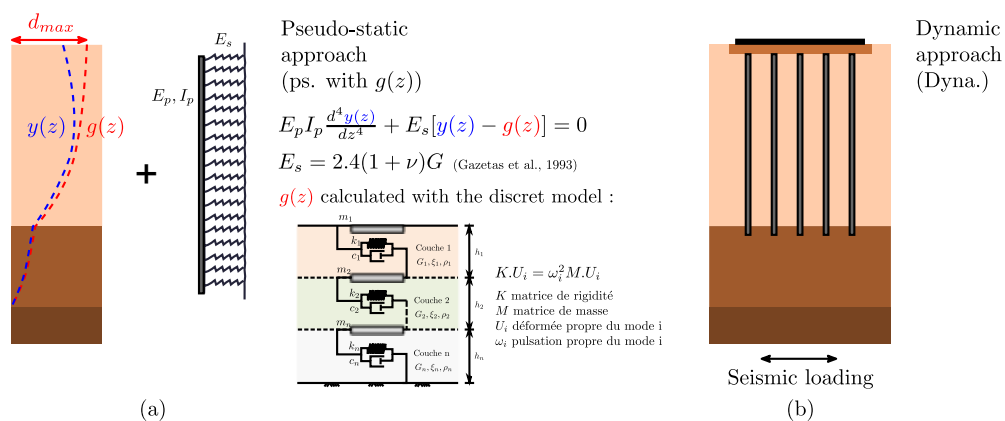 d_max
y(z)
g(z)
+
E_p, I_p
E_s
Pseudo-static
approach
(ps. with g(z))
E_p I_p \frac{d^4 y(z)}{dz^4} + E_s[y(z) − g(z)] = 0
E_s = 2.4(1 + ν)G (Gazetas et al., 1993)
g(z) calculated with the discret model :
m_1
k_1
c_1
Couche 1
G_1, ξ_1, ρ_1
h_1
m_2
k_2
c_2
Couche 2
G_2, ξ_2, ρ_2
h_2
m_n
k_n
c_n
Couche n
G_n, ξ_n, ρ_n
h_n
K.U_i = ω_i^2 M.U_i
K matrice de rigidité
M matrice de masse
U_i déformée propre du mode i
ω_i pulsation propre du mode i
(a)
Dynamic
approach
(Dyna.)
Seismic loading
(b)